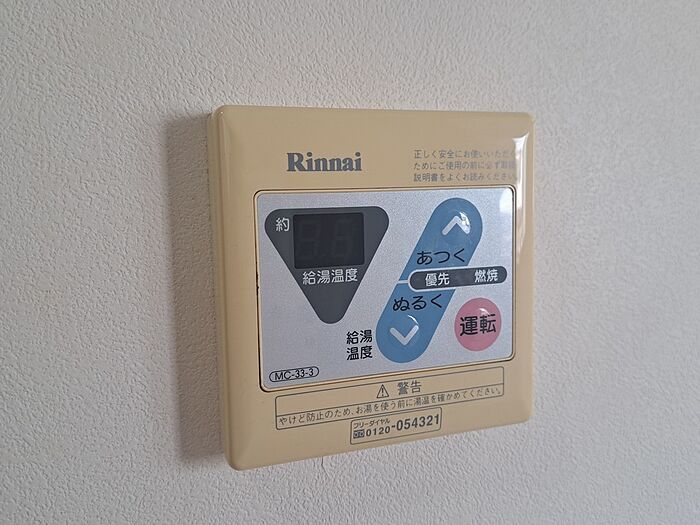 Rinnai
正しく安全にお使いいただく
ためにご使用の前に必ず取扱
説明書をよくお読みください。
約
給湯温度
あつく
優先 燃焼
ぬるく
給湯
温度
運転
MC-33-3
⚠ 警告
やけど防止のため、お湯を使う前に湯温を確かめてください。
フリーダイヤル
0120-054321